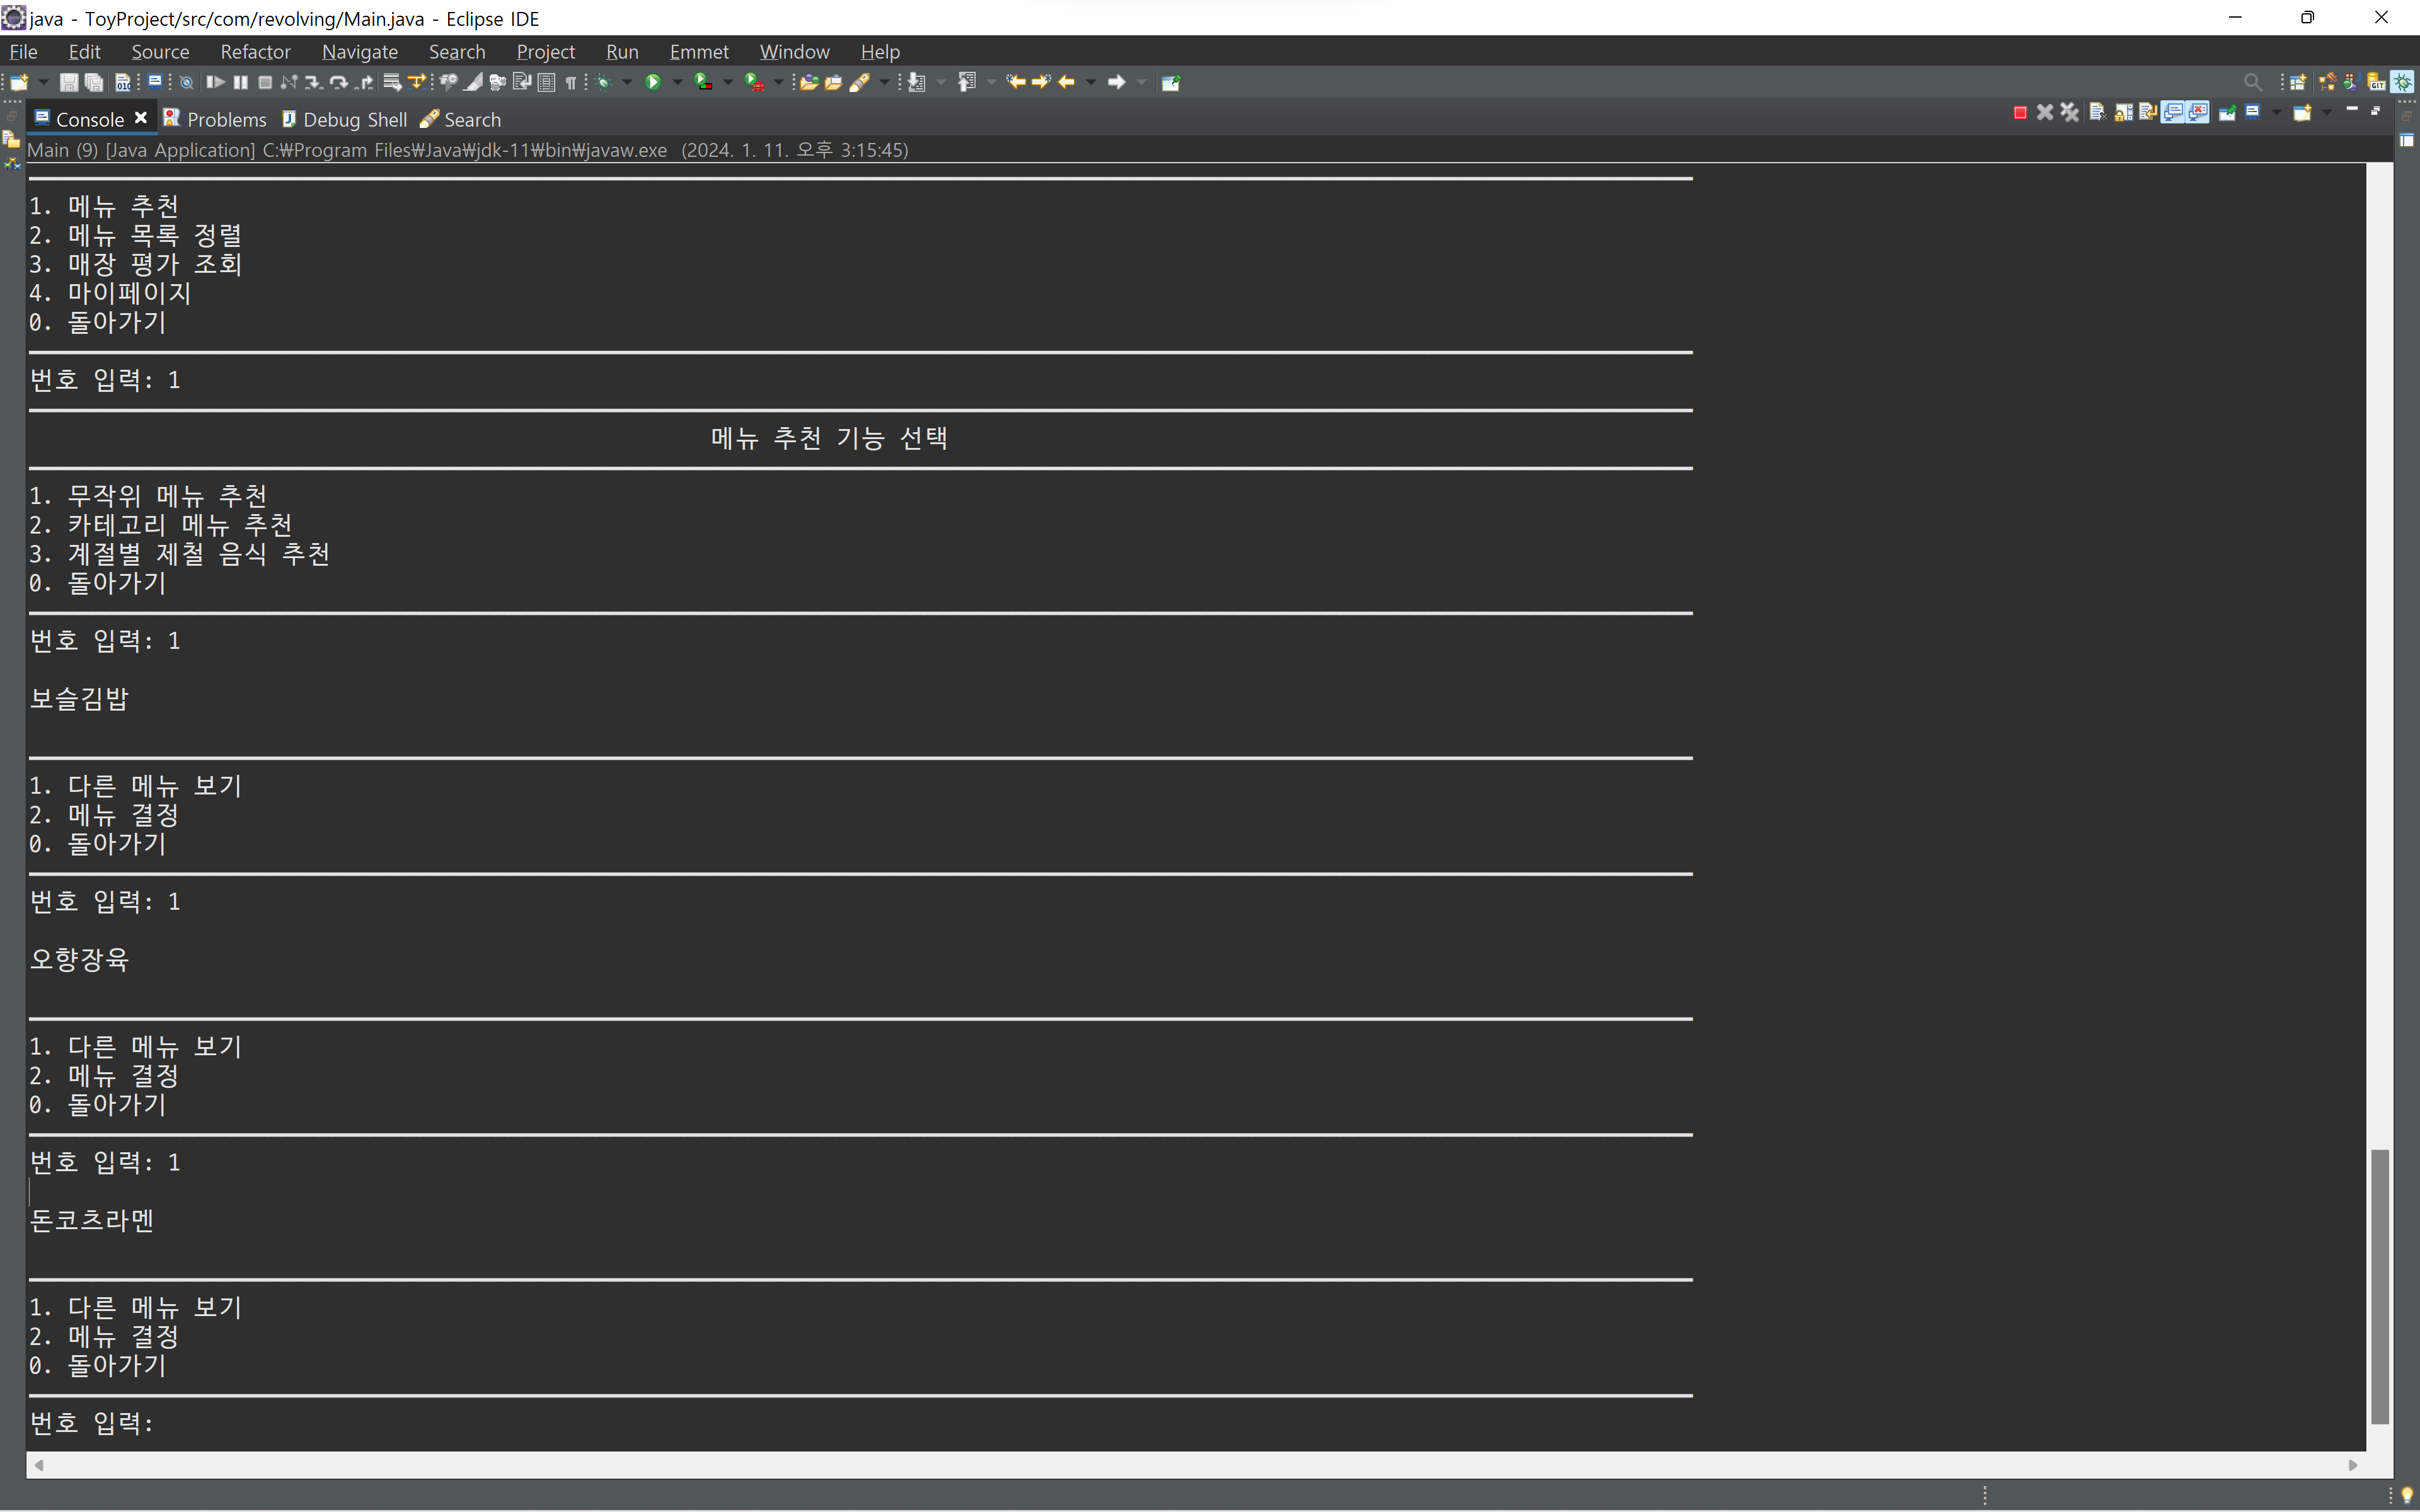 java - ToyProject/src/com/revolving/Main.java - Eclipse IDE
File Edit Source Refactor Navigate Search Project Run Emmet Window Help
Console Problems Debug Shell Search
Main (9) [Java Application] C:₩Program Files₩Java₩jdk-11₩bin₩javaw.exe (2024. 1. 11. 오후 3:15:45)
1. 메뉴 추천
2. 메뉴 목록 정렬
3. 매장 평가 조회
4. 마이페이지
0. 돌아가기
번호 입력: 1
메뉴 추천 기능 선택
1. 무작위 메뉴 추천
2. 카테고리 메뉴 추천
3. 계절별 제철 음식 추천
0. 돌아가기
번호 입력: 1
보슬김밥
1. 다른 메뉴 보기
2. 메뉴 결정
0. 돌아가기
번호 입력: 1
오향장육
1. 다른 메뉴 보기
2. 메뉴 결정
0. 돌아가기
번호 입력: 1
돈코츠라멘
1. 다른 메뉴 보기
2. 메뉴 결정
0. 돌아가기
번호 입력: